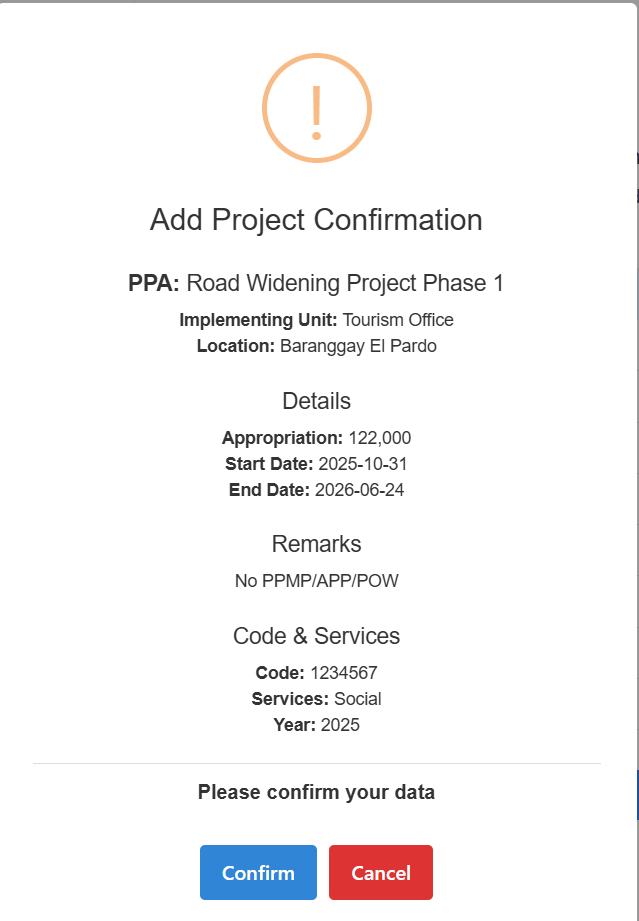 Add Project Confirmation
PPA: Road Widening Project Phase 1
Implementing Unit: Tourism Office
Location: Baranggay El Pardo
Details
Appropriation: 122,000
Start Date: 2025-10-31
End Date: 2026-06-24
Remarks
No PPMP/APP/POW
Code & Services
Code: 1234567
Services: Social
Year: 2025
Please confirm your data
Confirm Cancel